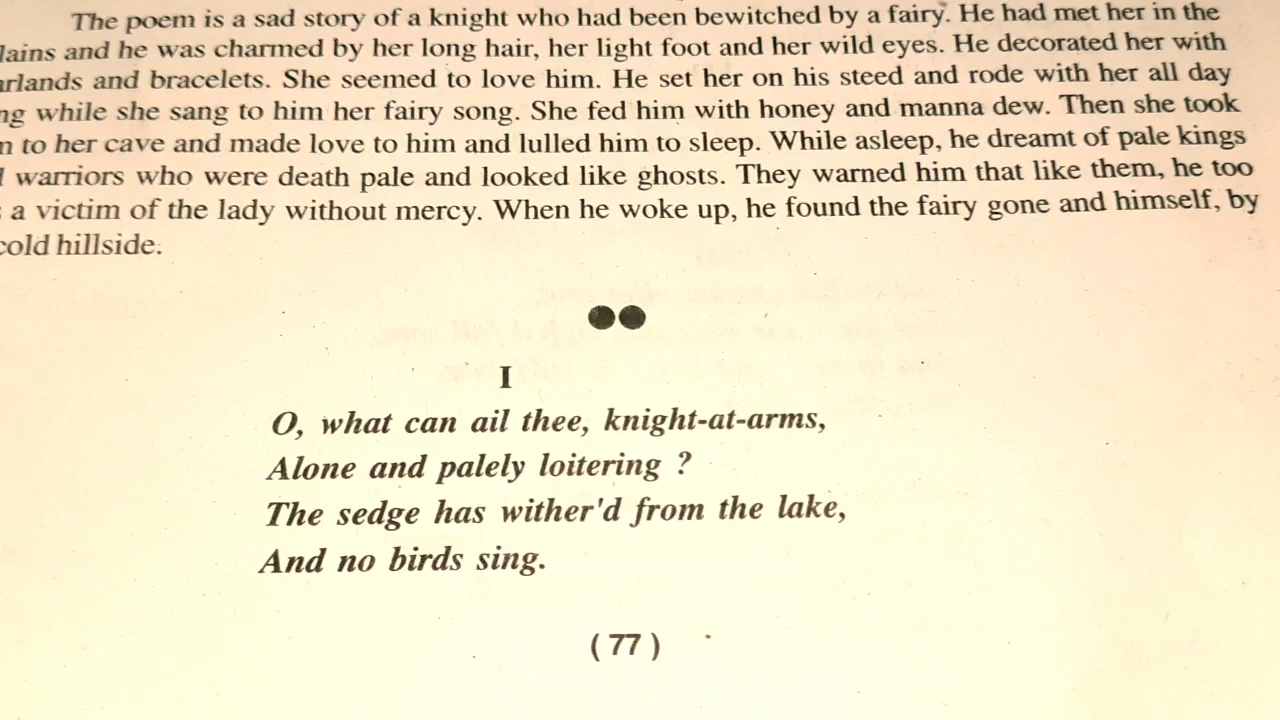 The poem is a sad story of a knight who had been bewitched by a fairy. He had met her in the
lains and he was charmed by her long hair, her light foot and her wild eyes. He decorated her with
rlands and bracelets. She seemed to love him. He set her on his steed and rode with her all day
ng while she sang to him her fairy song. She fed him with honey and manna dew. Then she took
to her cave and made love to him and lulled him to sleep. While asleep, he dreamt of pale kings
warriors who were death pale and looked like ghosts. They warned him that like them, he too
a victim of the lady without mercy. When he woke up, he found the fairy gone and himself, by
cold hillside.
I
O, what can ail thee, knight-at-arms,
Alone and palely loitering ?
The sedge has wither'd from the lake,
And no birds sing.
( 77 )